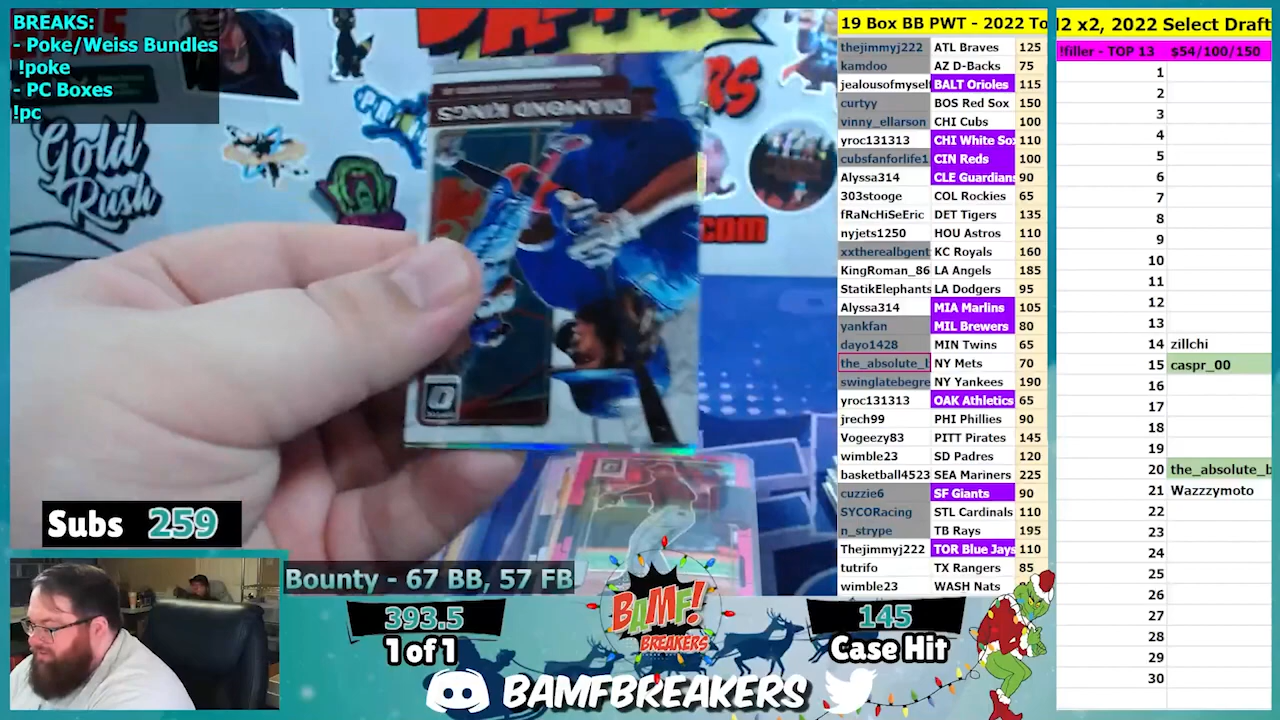 BREAKS:
- Poke/Weiss Bundles
!poke
- PC Boxes
!pc
Gold
Rush
DIAMOND KINGS
.com
Subs 259
Bounty - 67 BB, 57 FB
393.5
1 of 1
BAMF!
BREAKERS
145
Case Hit
BAMFBREAKERS
19 Box BB PWT - 2022 To
thejimmyj222 ATL Braves 125
kamdoo AZ D-Backs 75
jealousofmysel BALT Orioles 115
curtyy BOS Red Sox 150
vinny_ellarson CHI Cubs 100
yroc131313 CHI White Sox 110
cubsfanforlife1 CIN Reds 100
Alyssa314 CLE Guardians 90
303stooge COL Rockies 65
fRaNcHiSeEric DET Tigers 135
nyjets1250 HOU Astros 110
xxtherealbgent KC Royals 160
KingRoman_86 LA Angels 185
StatikElephants LA Dodgers 95
Alyssa314 MIA Marlins 105
yankfan MIL Brewers 80
dayo1428 MIN Twins 65
the_absolute_b NY Mets 70
swinglatebegre NY Yankees 190
yroc131313 OAK Athletics 65
jrech99 PHI Phillies 90
Vogeezy83 PITT Pirates 145
wimble23 SD Padres 120
basketball4523 SEA Mariners 225
cuzzie6 SF Giants 90
SYCORacing STL Cardinals 110
n_strype TB Rays 195
Thejimmyj222 TOR Blue Jays 110
tutrifo TX Rangers 85
wimble23 WASH Nats
2 x2, 2022 Select Draft
!filler - TOP 13 $54/100/150
1
2
3
4
5
6
7
8
9
10
11
12
13
14 zillchi
15 caspr_00
16
17
18
19
20 the_absolute_b
21 Wazzzymoto
22
23
24
25
26
27
28
29
30